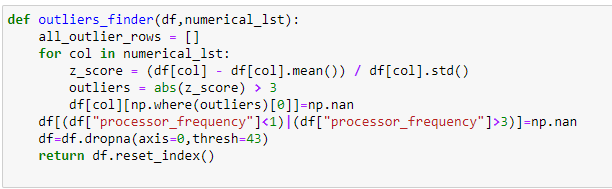 def outliers_finder(df,numerical_lst):
    all_outlier_rows = []
    for col in numerical_lst:
        z_score = (df[col] - df[col].mean()) / df[col].std()
        outliers = abs(z_score) > 3
        df[col][np.where(outliers)[0]]=np.nan
    df[(df["processor_frequency"]<1)|(df["processor_frequency"]>3)]=np.nan
    df=df.dropna(axis=0,thresh=43)
    return df.reset_index()